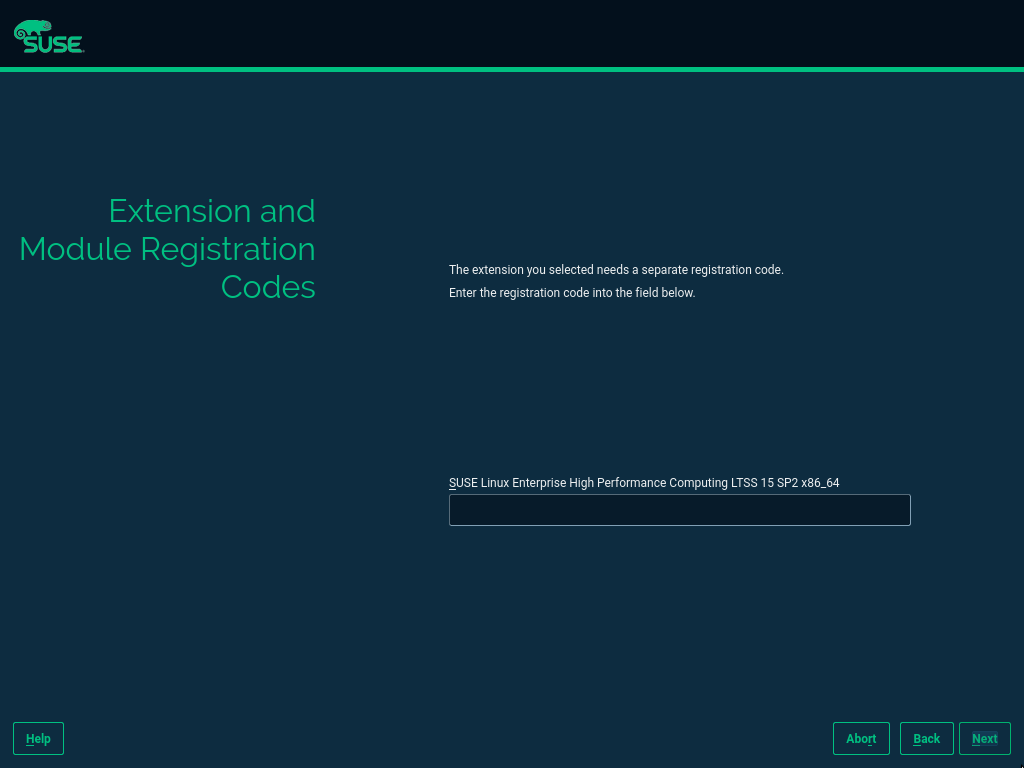 SUSE
Extension and
Module Registration
Codes
The extension you selected needs a separate registration code.
Enter the registration code into the field below.
SUSE Linux Enterprise High Performance Computing LTSS 15 SP2 x86_64
Help
Abort
Back
Next